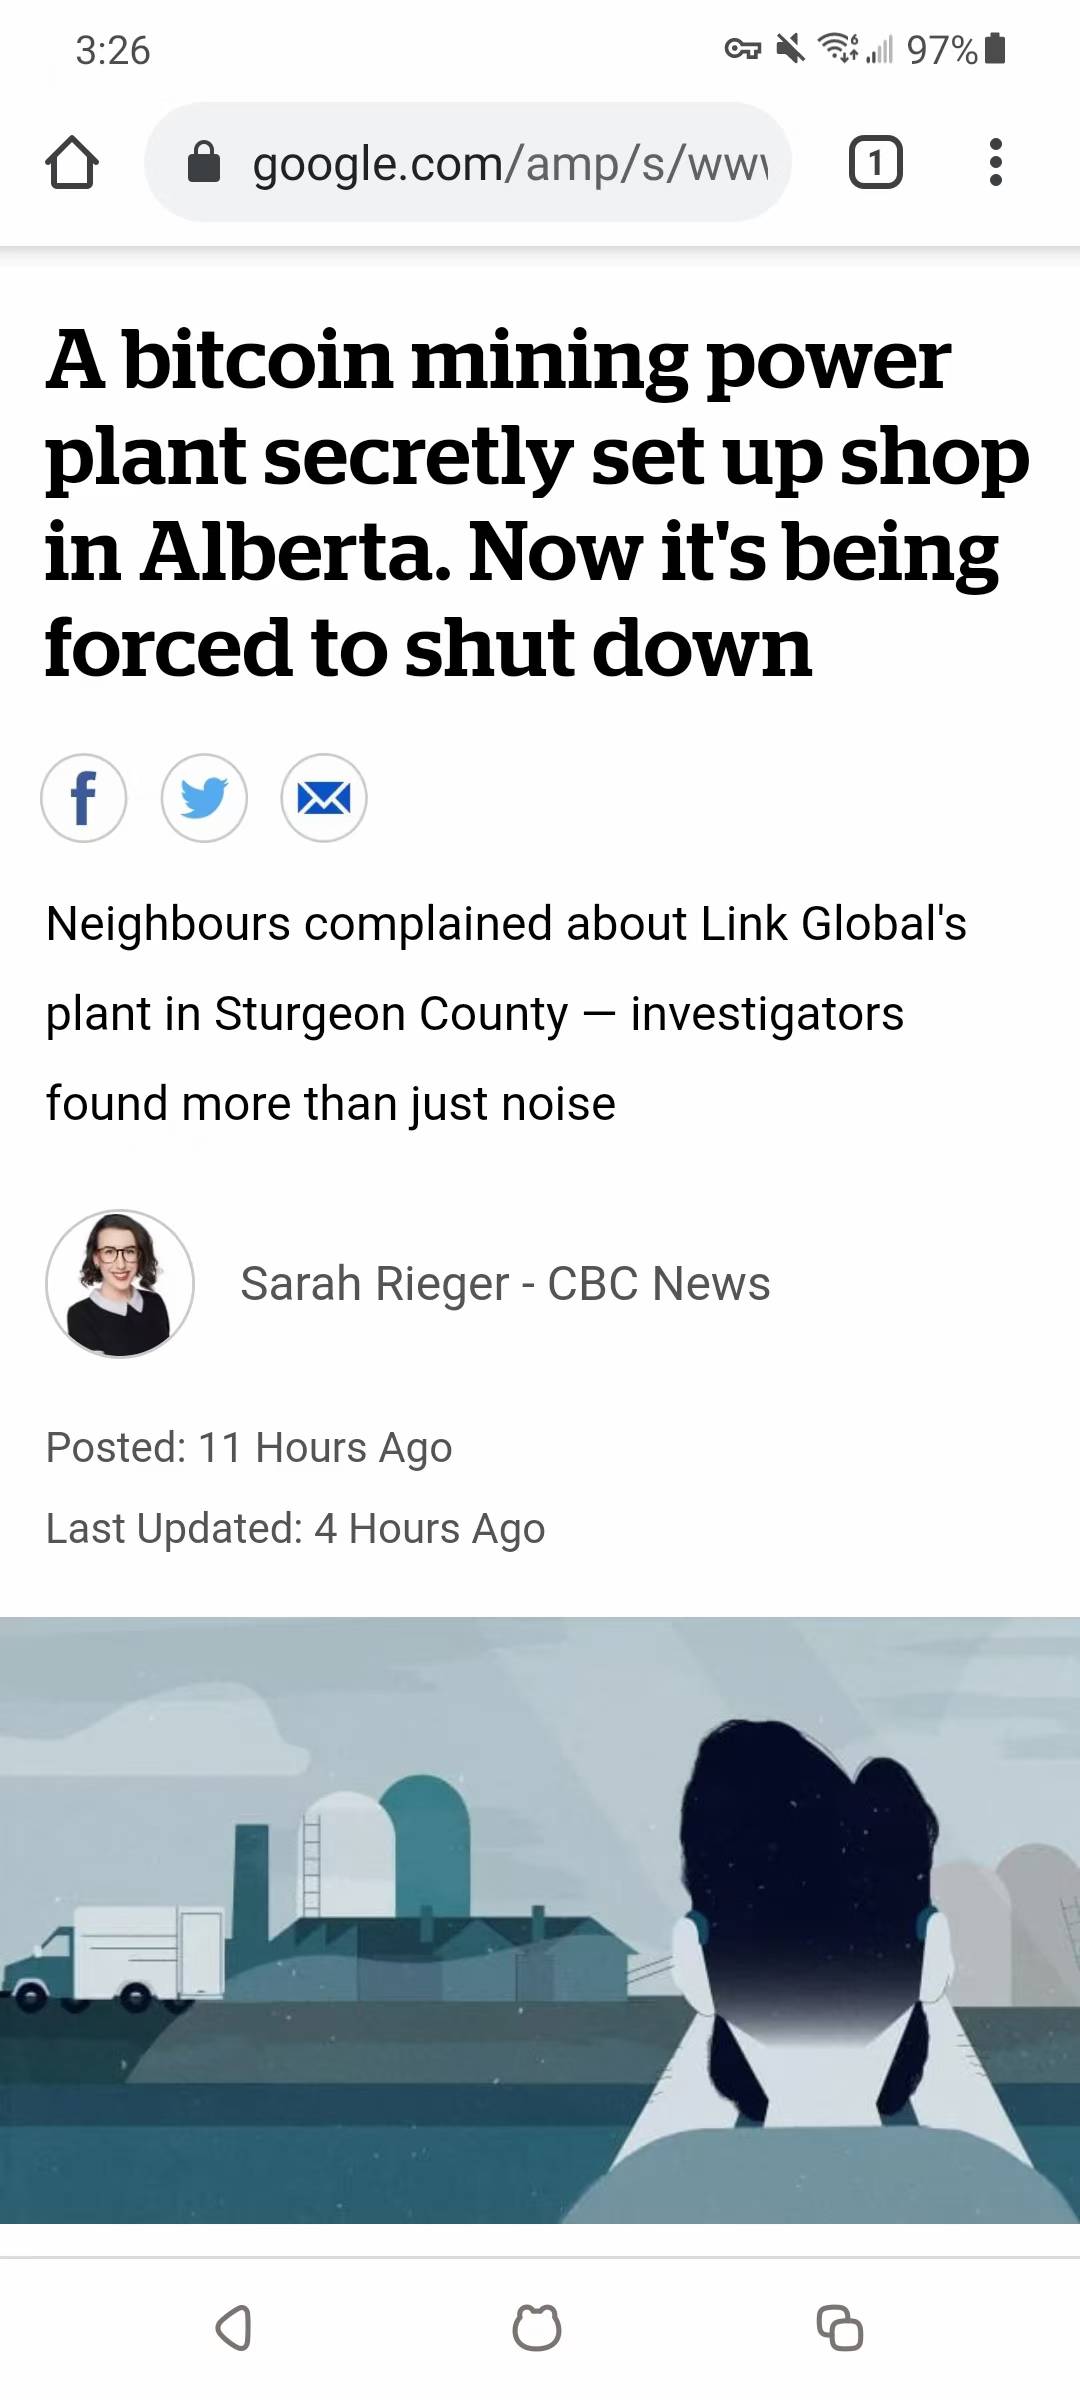 3:26
97%
google.com/amp/s/www
1
A bitcoin mining power
plant secretly set up shop
in Alberta. Now it's being
forced to shut down
Neighbours complained about Link Global's
plant in Sturgeon County — investigators
found more than just noise
Sarah Rieger - CBC News
Posted: 11 Hours Ago
Last Updated: 4 Hours Ago